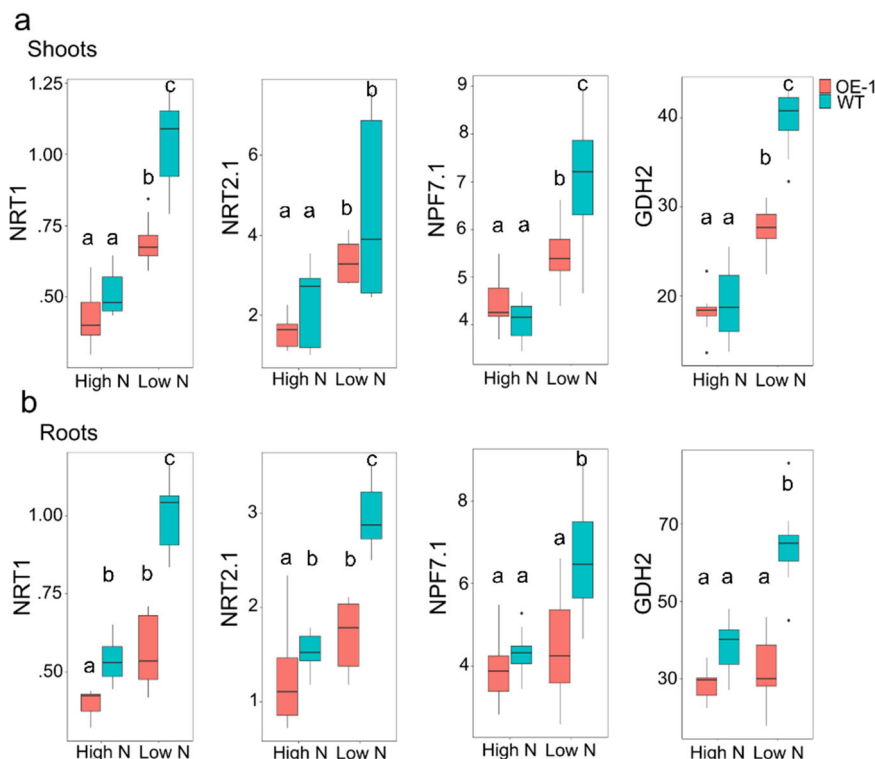 a
Shoots
OE-1
WT
NRT1
1.25
1.00
.75
.50
a
a
b
c
High N
Low N
NRT2.1
6
4
2
a
a
b
b
High N
Low N
NPF7.1
9
8
7
6
5
4
a
a
b
c
High N
Low N
GDH2
40
30
20
a
a
b
c
High N
Low N
b
Roots
NRT1
1.00
.75
.50
a
b
b
c
High N
Low N
NRT2.1
3
2
1
a
b
b
c
High N
Low N
NPF7.1
8
6
4
a
a
a
b
High N
Low N
GDH2
70
50
30
a
a
a
b
High N
Low N